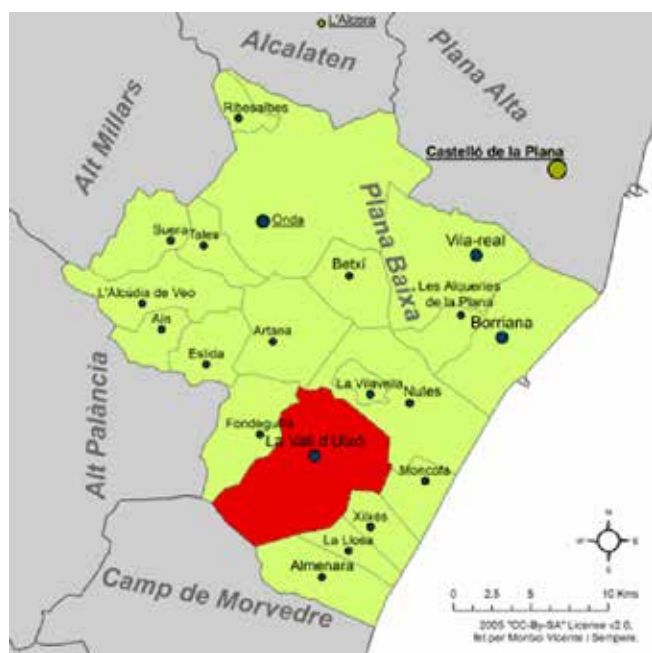 L'Alcora
Alcalaten
Plana Alta
Ribesalbes
Alt Millars
Castelló de la Plana
Plana Baixa
Onda
Suera
Tales
Vila-real
Betxí
L'Alcúdia de Veo
Les Alqueries
de la Plana
Aín
Artana
Borriana
Eslida
La Vilavella
Nules
Alt Palància
Fondeguilla
La Vall d'Uixó
Moncofa
Xilxes
La Llosa
Almenara
Camp de Morvedre
N
W
E
S
0 2.5 5 10 Kms
2005 "CC-By-SA" License v2.0,
fet per Montxo Vicente i Sempere.